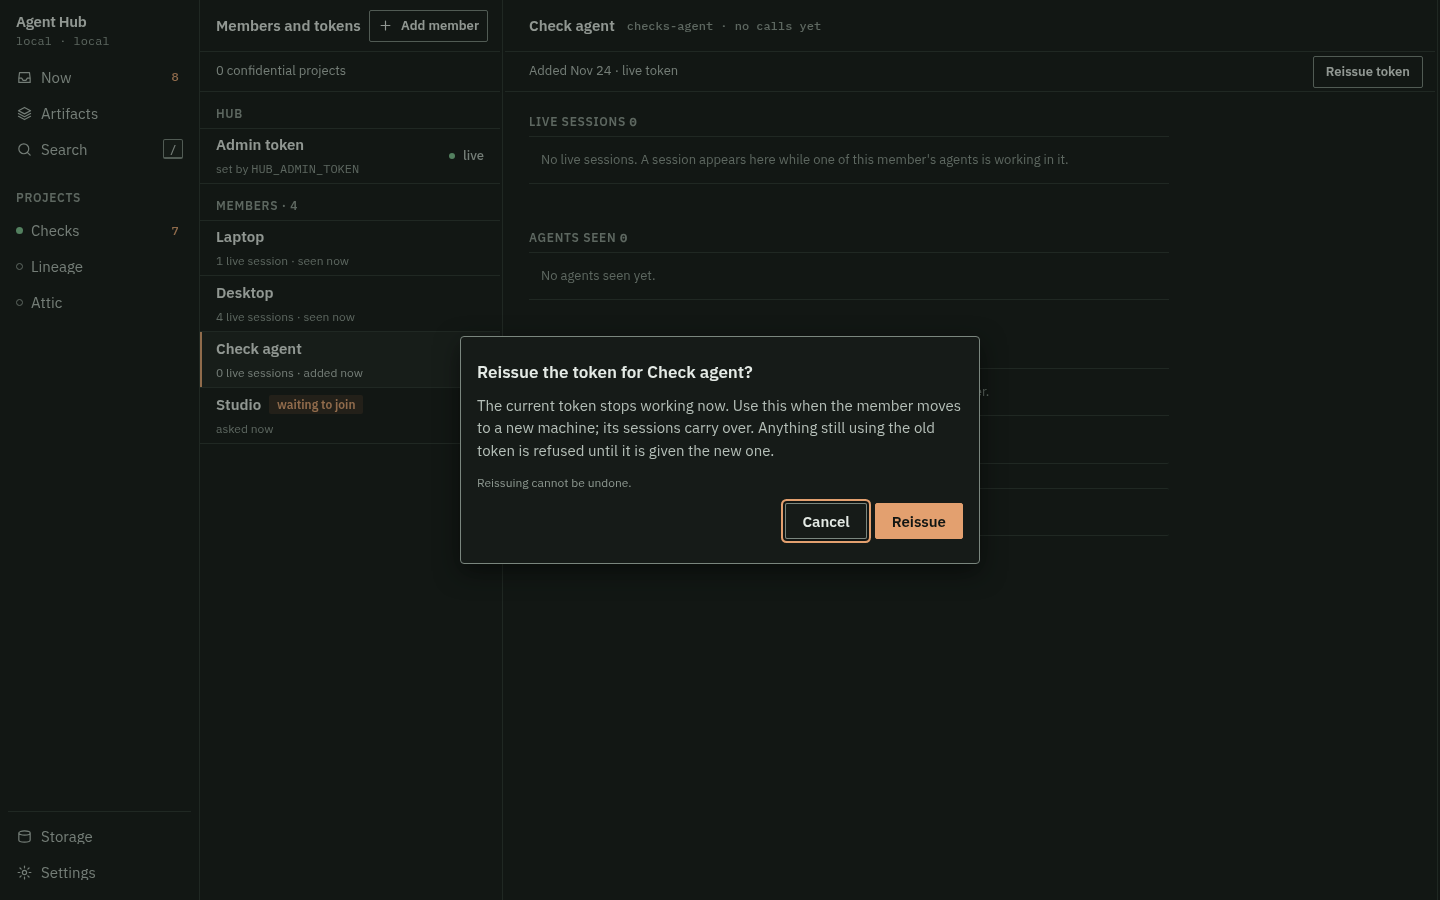 Agent Hub
local · local
Now 8
Artifacts
Search /
PROJECTS
Checks 7
Lineage
Attic
Storage
Settings
Members and tokens
Add member
0 confidential projects
HUB
Admin token
set by HUB_ADMIN_TOKEN
live
MEMBERS · 4
Laptop
1 live session · seen now
Desktop
4 live sessions · seen now
Check agent
0 live sessions · added now
Studio waiting to join
asked now
Check agent checks-agent · no calls yet
Added Nov 24 · live token
Reissue token
LIVE SESSIONS 0
No live sessions. A session appears here while one of this member's agents is working in it.
AGENTS SEEN 0
No agents seen yet.
Reissue the token for Check agent?
The current token stops working now. Use this when the member moves
to a new machine; its sessions carry over. Anything still using the old
token is refused until it is given the new one.
Reissuing cannot be undone.
Cancel
Reissue